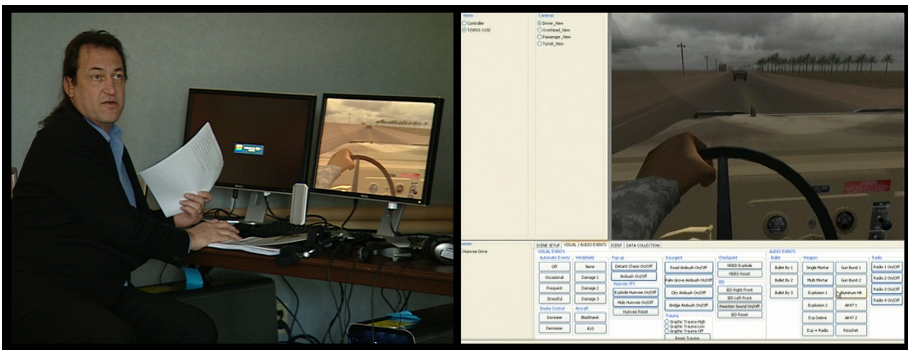 Controller
Cameras
Driver_View
Overhead_View
Passenger_View
Turret_View
Humvee Drive
SCENE SETUP
VISUAL / AUDIO EVENTS
SCENT
DATA COLLECTION
VISUAL EVENTS
Automatic Events
Off
Occasional
Frequent
Stressful
Smoke Control
Increase
Decrease
Windshield
None
Damage 1
Damage 2
Damage 3
Aircraft
Blackhawk
A10
Pop-up
Distant Chase On/Off
Ambush On/Off
Explode Humvee On/Off
Hide Humvee On/Off
Humvee Reset
Insurgent
Road Ambush On/Off
Palm Grove Ambush On/Off
City Ambush On/Off
Bridge Ambush On/Off
Trauma
Graphic Trauma High
Graphic Trauma Low
Graphic Trauma Off
Reset Trauma
Checkpoint
VBIED Explode
VBIED Reset
IED
IED Right Front
IED Left Front
Reaction Sound On/Off
IED Reset
AUDIO EVENTS
Bullet
Bullet By 1
Bullet By 2
Bullet By 3
Weapon
Single Mortar
Multi Mortar
Explosion 1
Explosion 2
Exp Debris
Exp + Radio
Gun Burst 1
Gun Burst 2
AK47 1
AK47 2
Ricochet
Radio
Radio 1 On/Off
Radio 2 On/Off
Radio 3 On/Off
Radio 4 On/Off